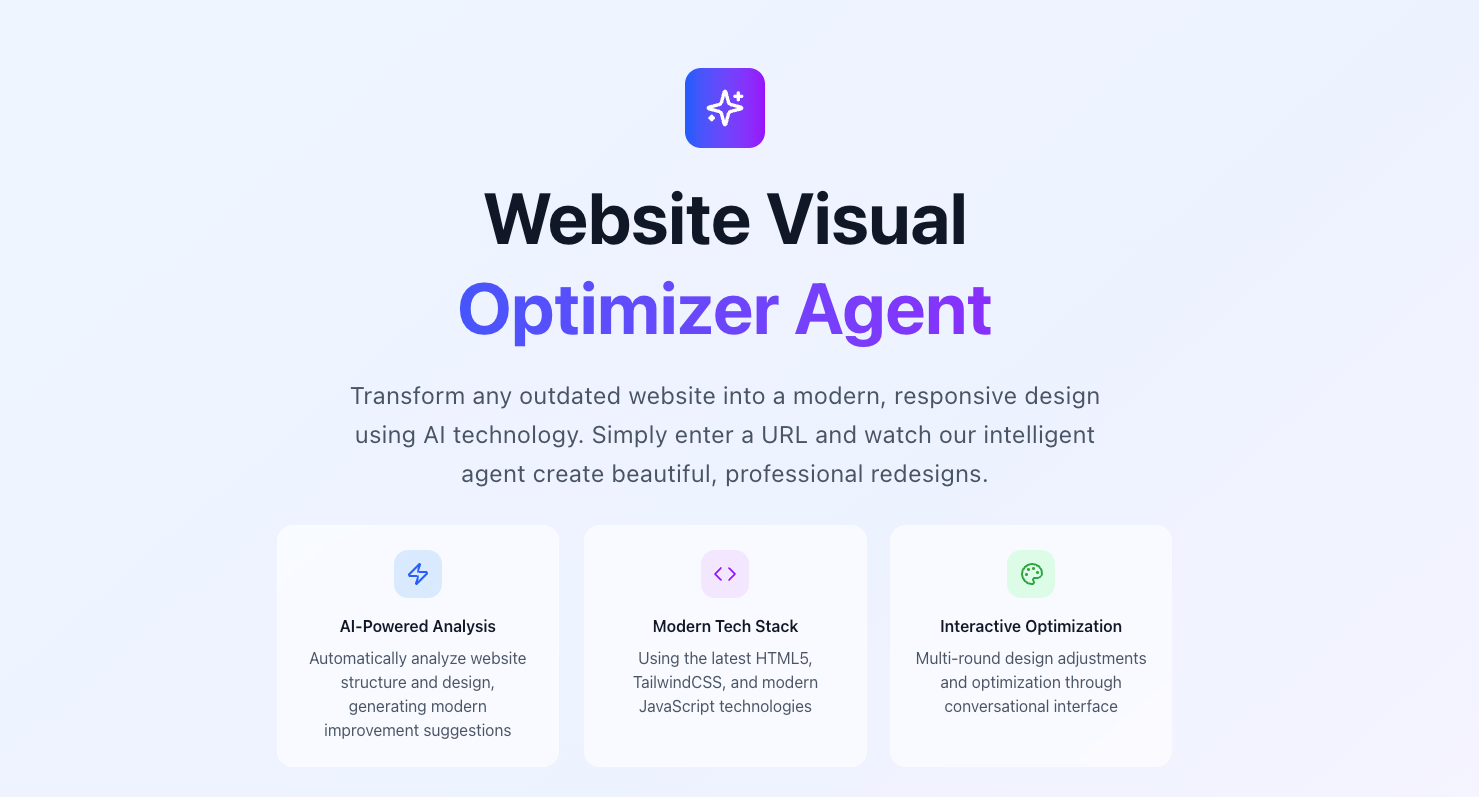 Website Visual
Optimizer Agent
Transform any outdated website into a modern, responsive design
using AI technology. Simply enter a URL and watch our intelligent
agent create beautiful, professional redesigns.
AI-Powered Analysis
Automatically analyze website
structure and design,
generating modern
improvement suggestions
Modern Tech Stack
Using the latest HTML5,
TailwindCSS, and modern
JavaScript technologies
Interactive Optimization
Multi-round design adjustments
and optimization through
conversational interface